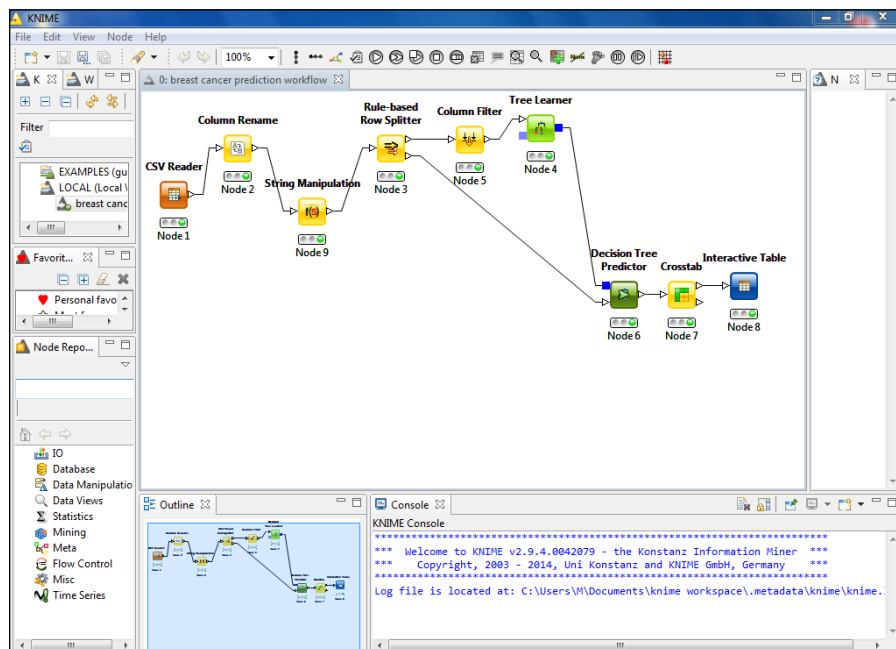 KNIME
File Edit View Node Help
100%
K
W
0: breast cancer prediction workflow
N
Filter
EXAMPLES (gu
LOCAL (Local \
breast canc
Favorit...
Personal favo
Node Repo...
IO
Database
Data Manipulatio
Data Views
Statistics
Mining
Meta
Flow Control
Misc
Time Series
CSV Reader
Node 1
Column Rename
Node 2
String Manipulation
Node 9
Rule-based
Row Splitter
Node 3
Column Filter
Node 5
Tree Learner
Node 4
Decision Tree
Predictor
Node 6
Crosstab
Node 7
Interactive Table
Node 8
Outline
Console
KNIME Console
***********************************************************************
*** Welcome to KNIME v2.9.4.0042079 - the Konstanz Information Miner ***
*** Copyright, 2003 - 2014, Uni Konstanz and KNIME GmbH, Germany ***
***********************************************************************
Log file is located at: C:\Users\M\Documents\knime workspace\.metadata\knime\knime.